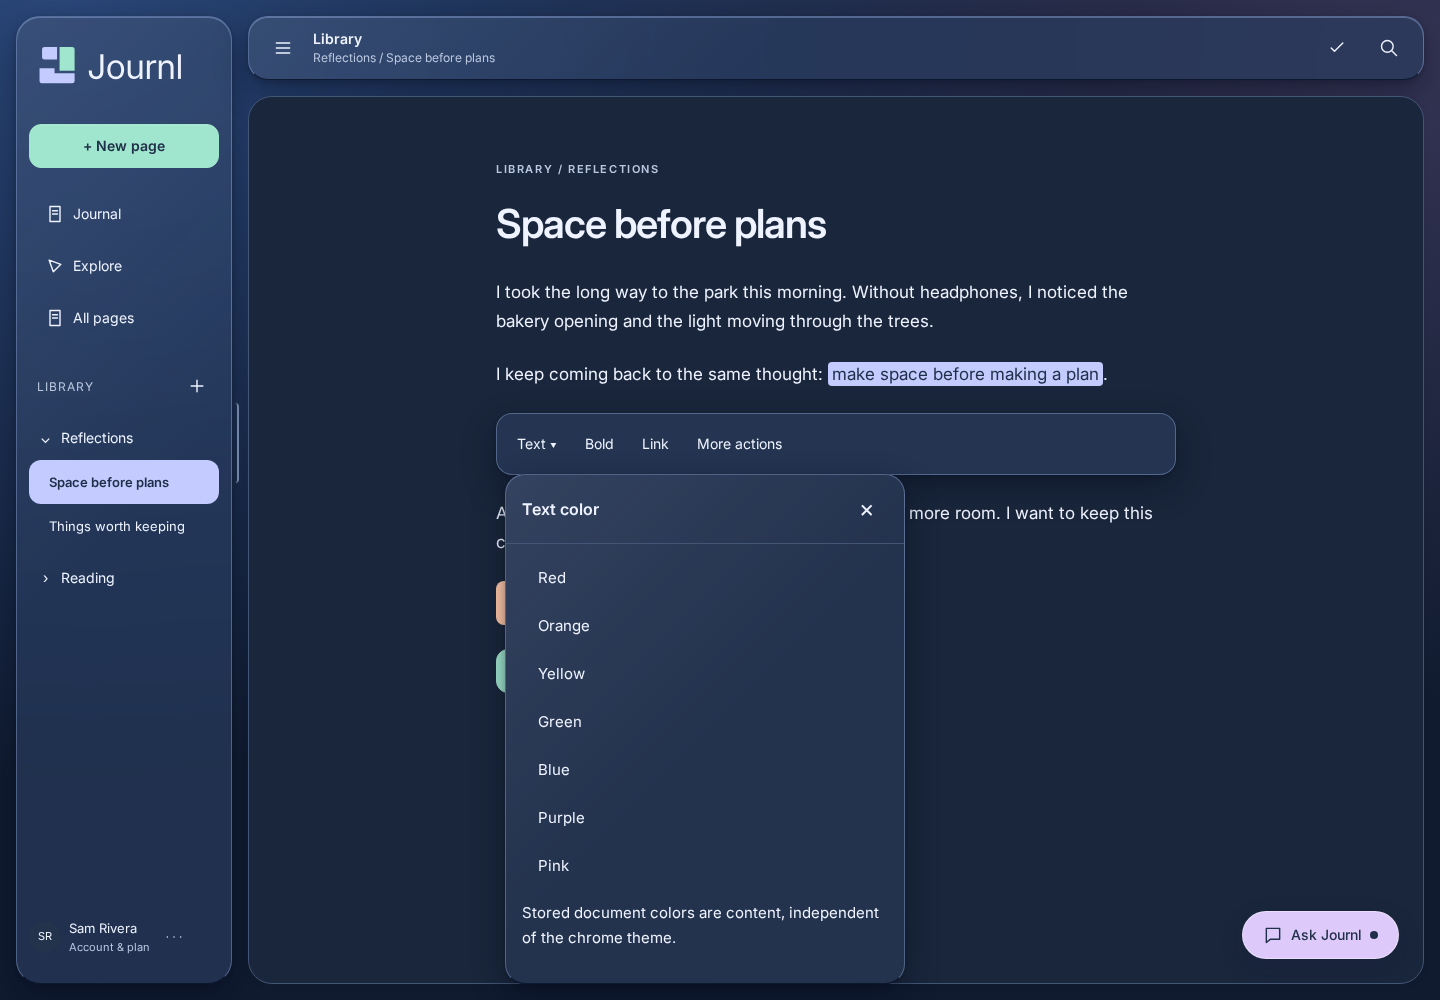 Journl
+ New page
Journal
Explore
All pages
LIBRARY
Reflections
Space before plans
Things worth keeping
Reading
SR
Sam Rivera
Account & plan
Library
Reflections / Space before plans
LIBRARY / REFLECTIONS
Space before plans
I took the long way to the park this morning. Without headphones, I noticed the
bakery opening and the light moving through the trees.
I keep coming back to the same thought: make space before making a plan.
Text ▾ Bold Link More actions
more room. I want to keep this
Text color
Red
Orange
Yellow
Green
Blue
Purple
Pink
Stored document colors are content, independent
of the chrome theme.
Ask Journl